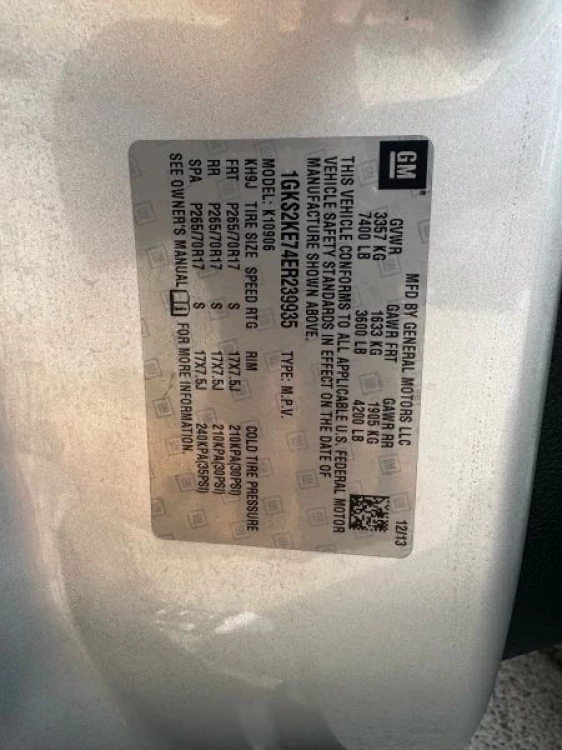 GM
MFD BY GENERAL MOTORS LLC 12/13
GVWR GAWR FRT GAWR RR
3357 KG 1633 KG 1905 KG
7400 LB 3600 LB 4200 LB
THIS VEHICLE CONFORMS TO ALL APPLICABLE U.S. FEDERAL MOTOR
VEHICLE SAFETY STANDARDS IN EFFECT ON THE DATE OF
MANUFACTURE SHOWN ABOVE.
1GKS2KE74ER239935 TYPE: M.P.V.
MODEL: K10906
KH9J TIRE SIZE SPEED RTG RIM COLD TIRE PRESSURE
FRT P265/70R17 S 17X7.5J 210KPA(30PSI)
RR P265/70R17 S 17X7.5J 210KPA(30PSI)
SPA P265/70R17 S 17X7.5J 240KPA(35PSI)
SEE OWNER'S MANUAL FOR MORE INFORMATION.